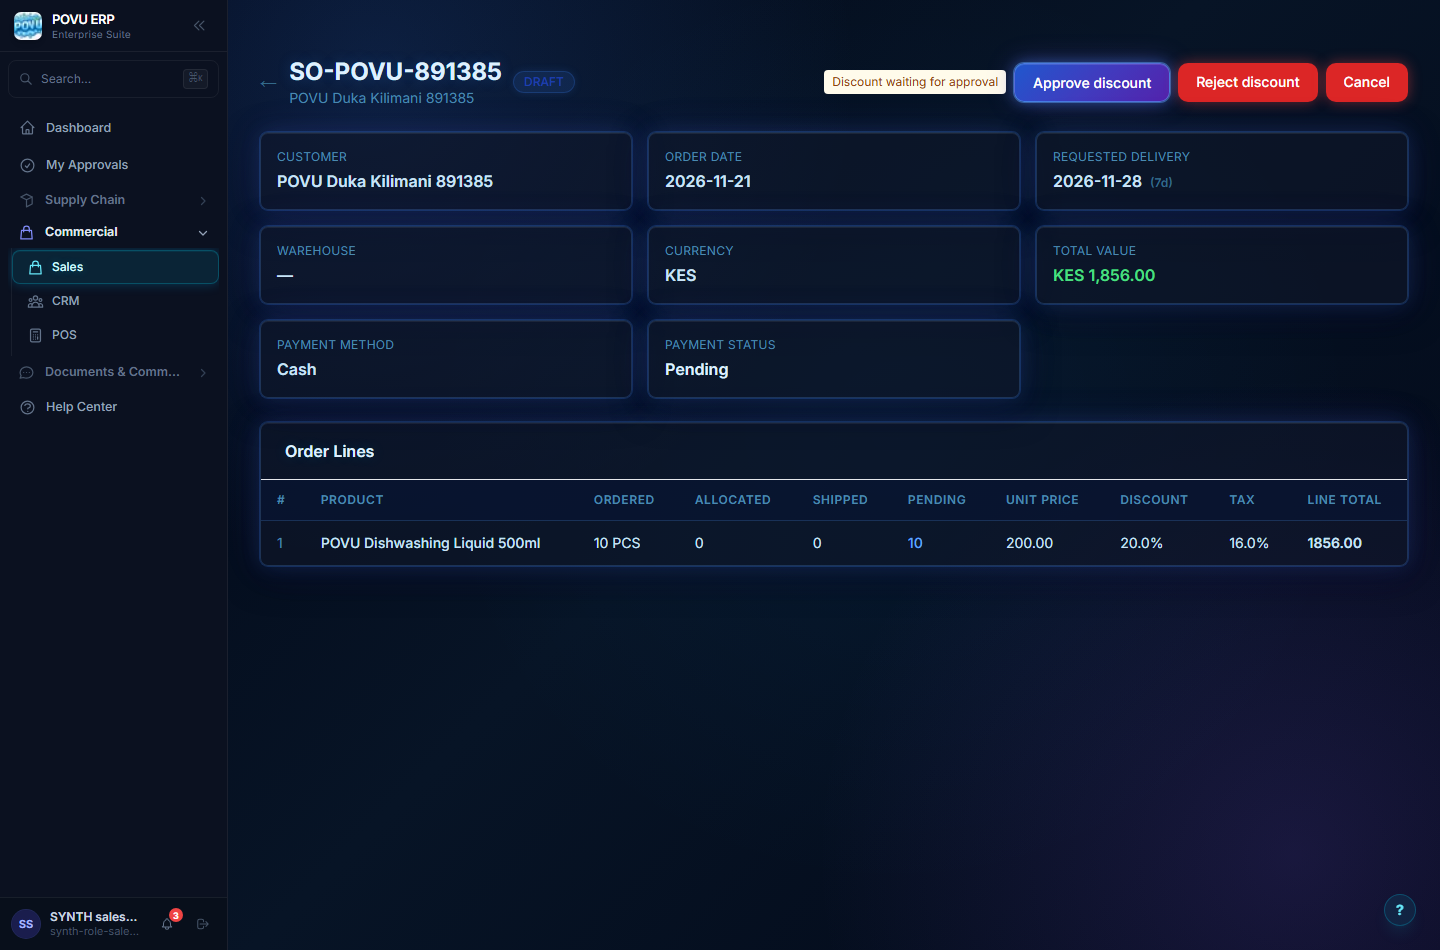 POVU ERP
Enterprise Suite
Search...
⌘K
Dashboard
My Approvals
Supply Chain
Commercial
Sales
CRM
POS
Documents & Comm...
Help Center
SYNTH sales...
synth-role-sale...
SS
3
← SO-POVU-891385 DRAFT
POVU Duka Kilimani 891385
Discount waiting for approval
Approve discount
Reject discount
Cancel
CUSTOMER
POVU Duka Kilimani 891385
ORDER DATE
2026-11-21
REQUESTED DELIVERY
2026-11-28 (7d)
WAREHOUSE
—
CURRENCY
KES
TOTAL VALUE
KES 1,856.00
PAYMENT METHOD
Cash
PAYMENT STATUS
Pending
Order Lines
# PRODUCT ORDERED ALLOCATED SHIPPED PENDING UNIT PRICE DISCOUNT TAX LINE TOTAL
1 POVU Dishwashing Liquid 500ml 10 PCS 0 0 10 200.00 20.0% 16.0% 1856.00
?